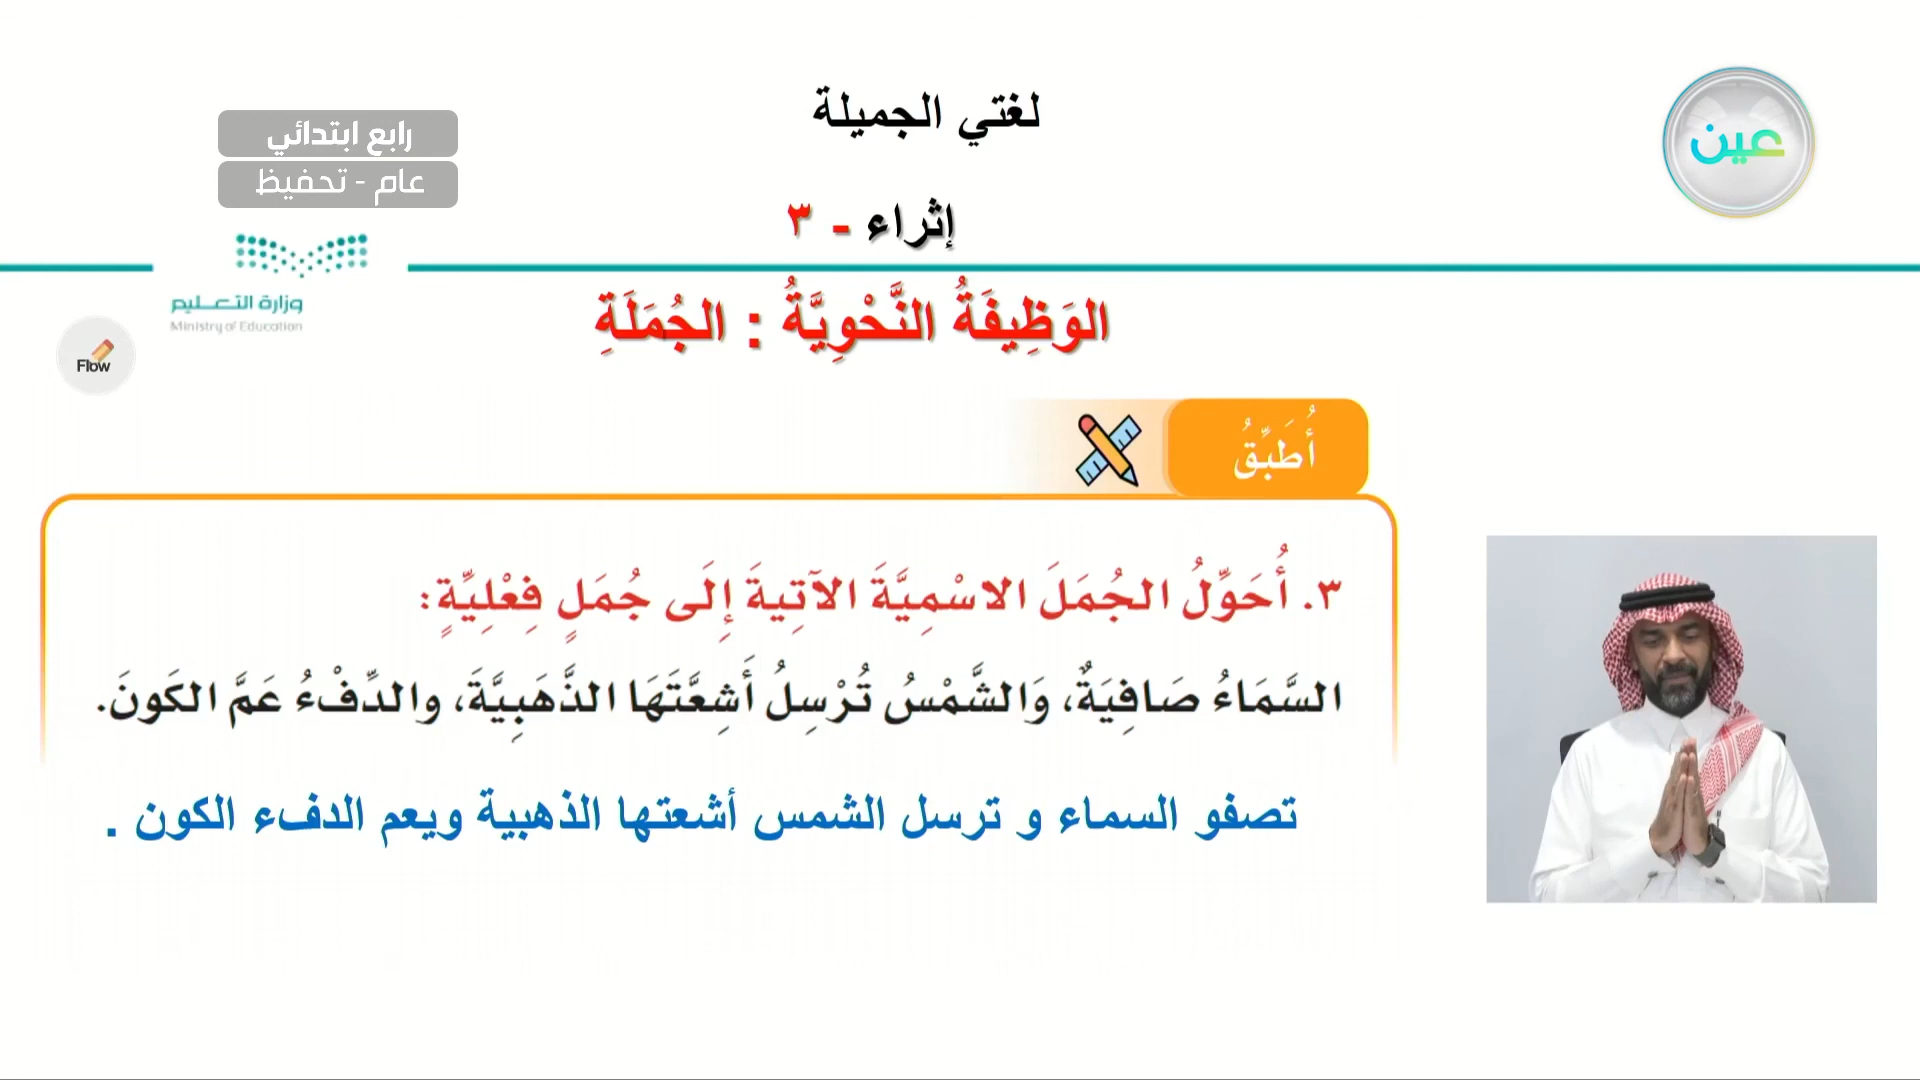 لغتي الجميلة
عين
رابع ابتدائي
عام - تحفيظ
إثراء - ٣
وزارة التعليم
Ministry of Education
الوَظِيفَةُ النَّحْوِيَّةُ : الجُمَلَةِ
Flow
أُطَبِّقُ
٣. أُحَوِّلُ الجُمَلَ الاسْمِيَّةَ الآتِيةَ إِلَى جُمَلٍ فِعْلِيَّةٍ:
السَّمَاءُ صَافِيَةٌ، وَالشَّمْسُ تُرْسِلُ أَشِعَّتَهَا الذَّهَبِيَّةَ، والدِّفْءُ عَمَّ الكَونَ.
تصفو السماء و ترسل الشمس أشعتها الذهبية ويعم الدفء الكون .